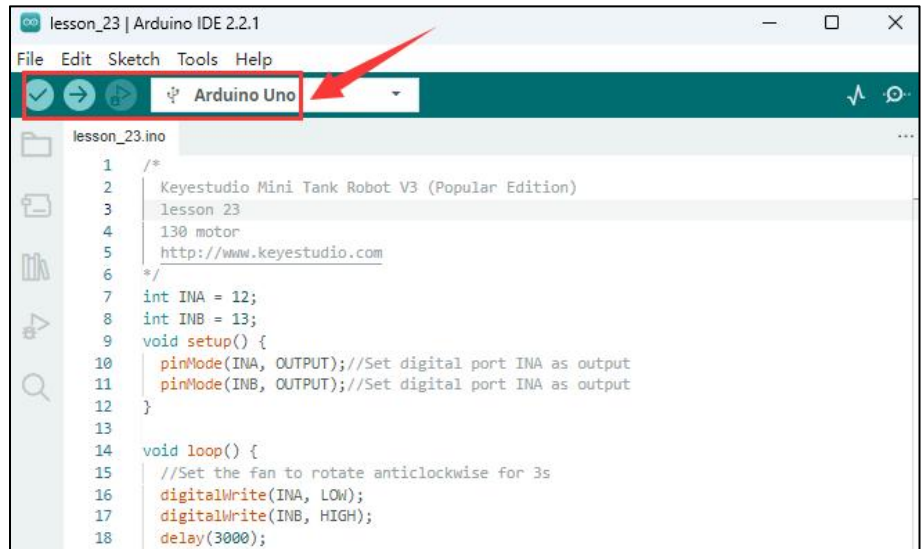 lesson_23 | Arduino IDE 2.2.1
File Edit Sketch Tools Help
Arduino Uno
lesson_23.ino
1 /*
2 Keyestudio Mini Tank Robot V3 (Popular Edition)
3 lesson 23
4 130 motor
5 http://www.keyestudio.com
6 */
7 int INA = 12;
8 int INB = 13;
9 void setup() {
10 pinMode(INA, OUTPUT);//Set digital port INA as output
11 pinMode(INB, OUTPUT);//Set digital port INA as output
12 }
13
14 void loop() {
15 //Set the fan to rotate anticlockwise for 3s
16 digitalWrite(INA, LOW);
17 digitalWrite(INB, HIGH);
18 delay(3000);